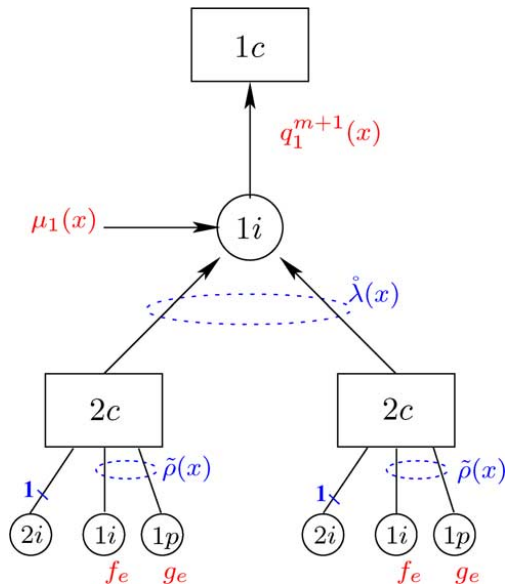 1c
q_1^{m+1}(x)
μ_1(x)
1i
λ̊(x)
2c 2c
ρ̃(x) ρ̃(x)
1 1
2i 1i 1p 2i 1i 1p
f_e g_e f_e g_e